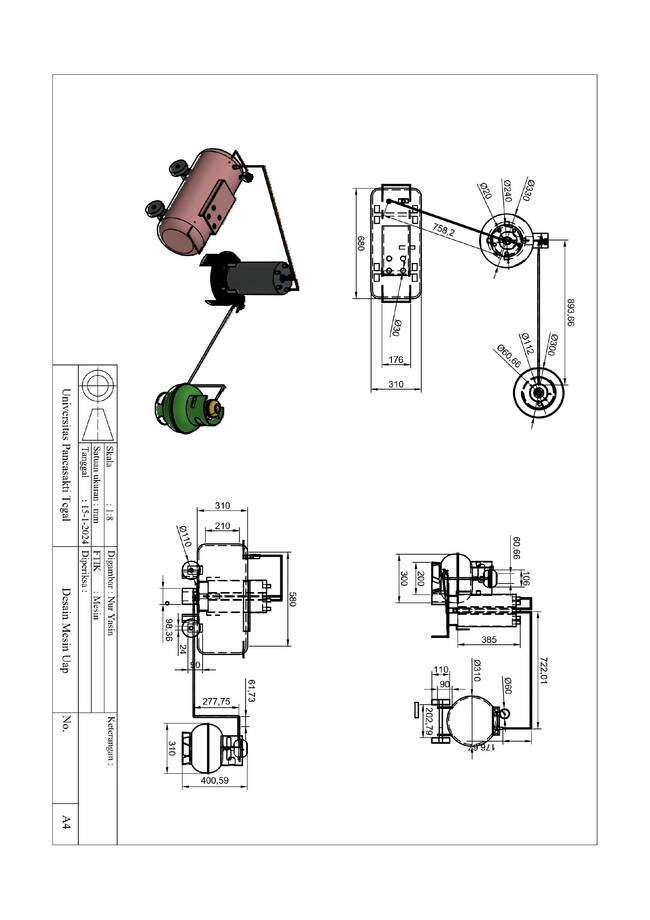 Ø330
Ø240
Ø20
758,2
680
Ø30
176
310
893,66
Ø300
Ø112
Ø60,66
310
210
Ø110
580
98,36
24
90
61,73
277,75
310
400,59
60,66
106
300
200
385
722,01
110
90
Ø310
Ø60
202,79
Skala : 1:8
Satuan ukuran : mm
Tanggal : 15-1-2024
Digambar : Nur Yasin
FTIK : Mesin
Diperiksa :
Keterangan :
Universitas Pancasakti Tegal
Desain Mesin Uap
No.
A4